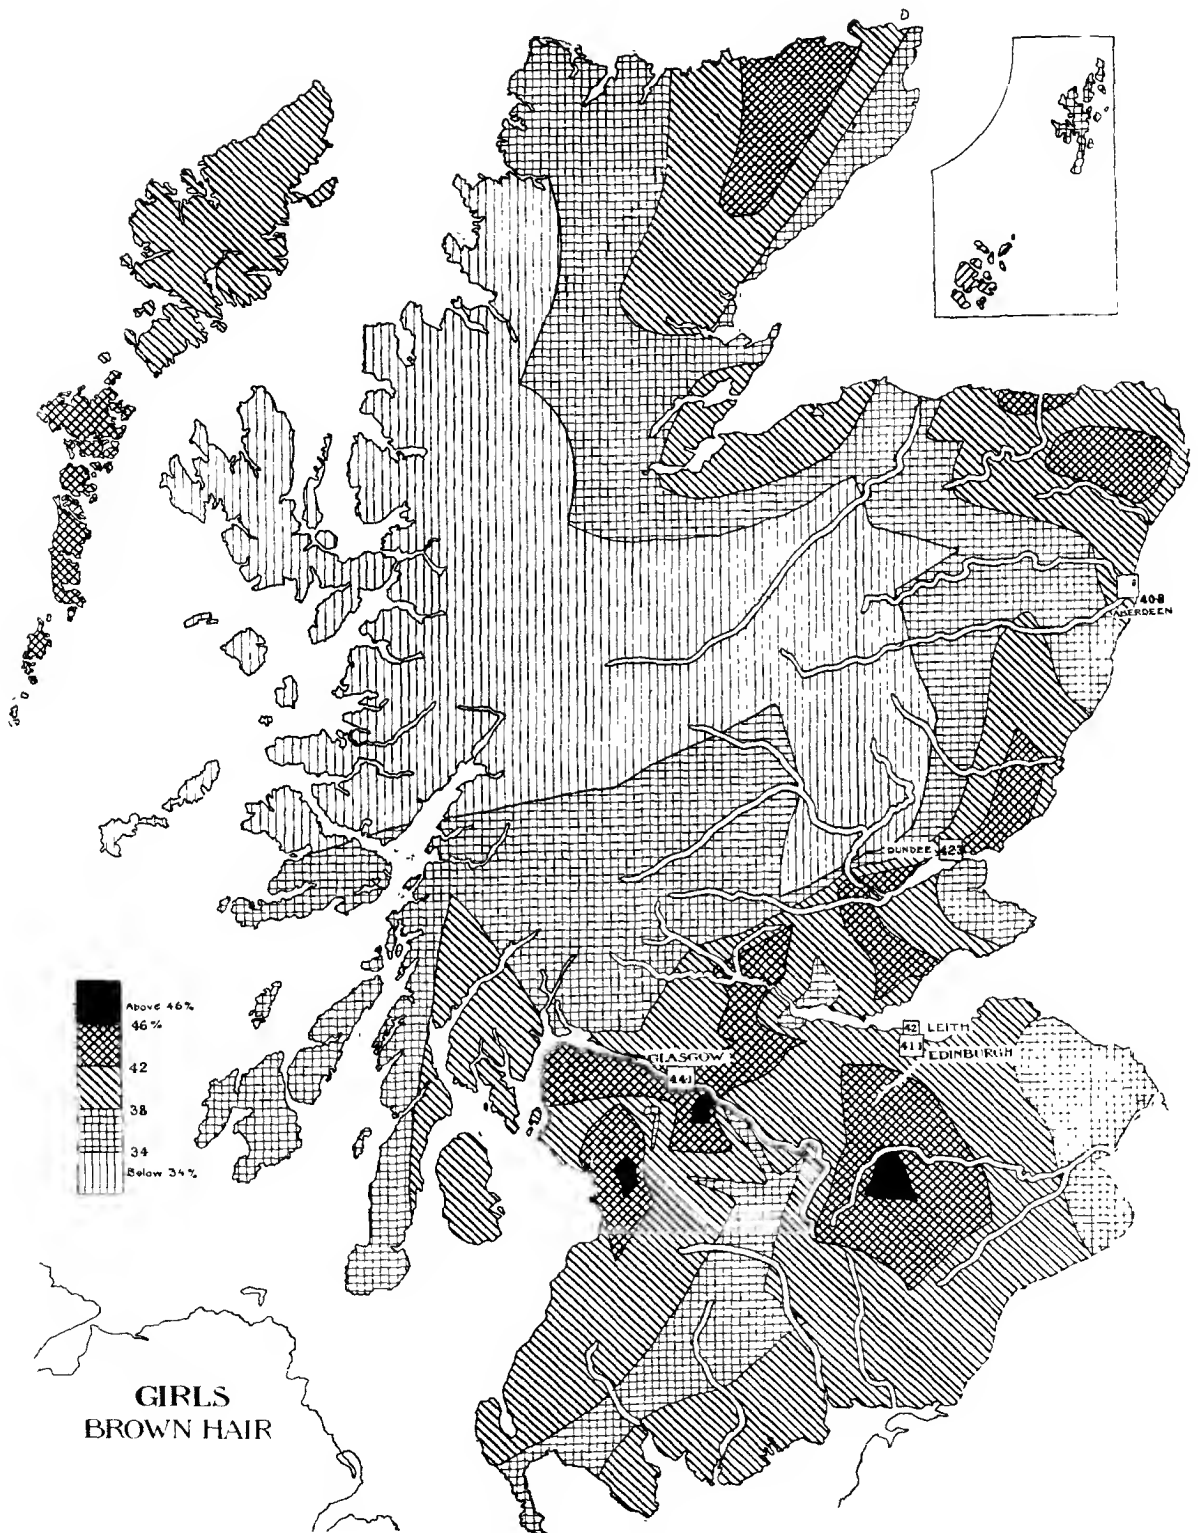 40·8
ABERDEEN
DUNDEE 42·3
Above 46%
46%
42
38
34
Below 34%
42 LEITH
41·1 EDINBURGH
GLASGOW
44·1
GIRLS
BROWN HAIR